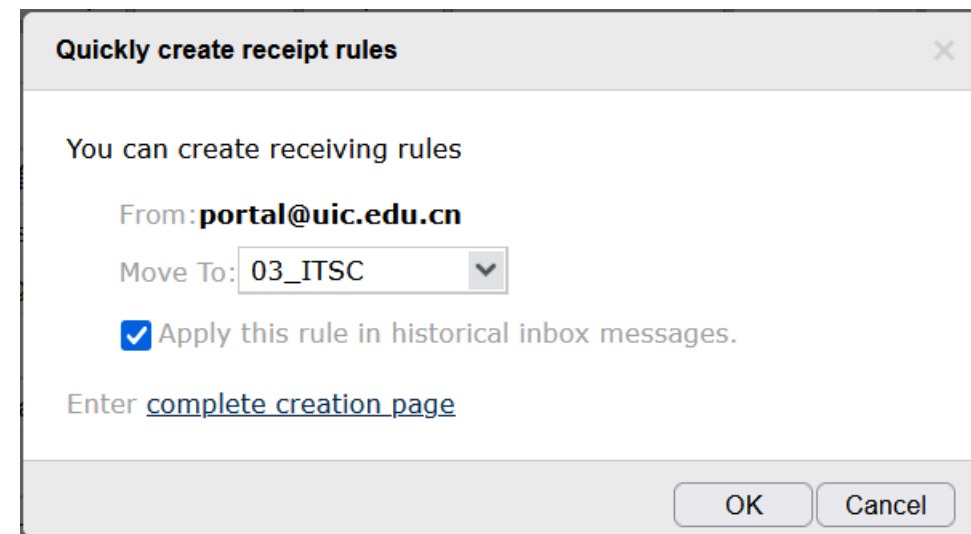 Quickly create receipt rules
You can create receiving rules
From:portal@uic.edu.cn
Move To: 03_ITSC
Apply this rule in historical inbox messages.
Enter complete creation page
OK Cancel